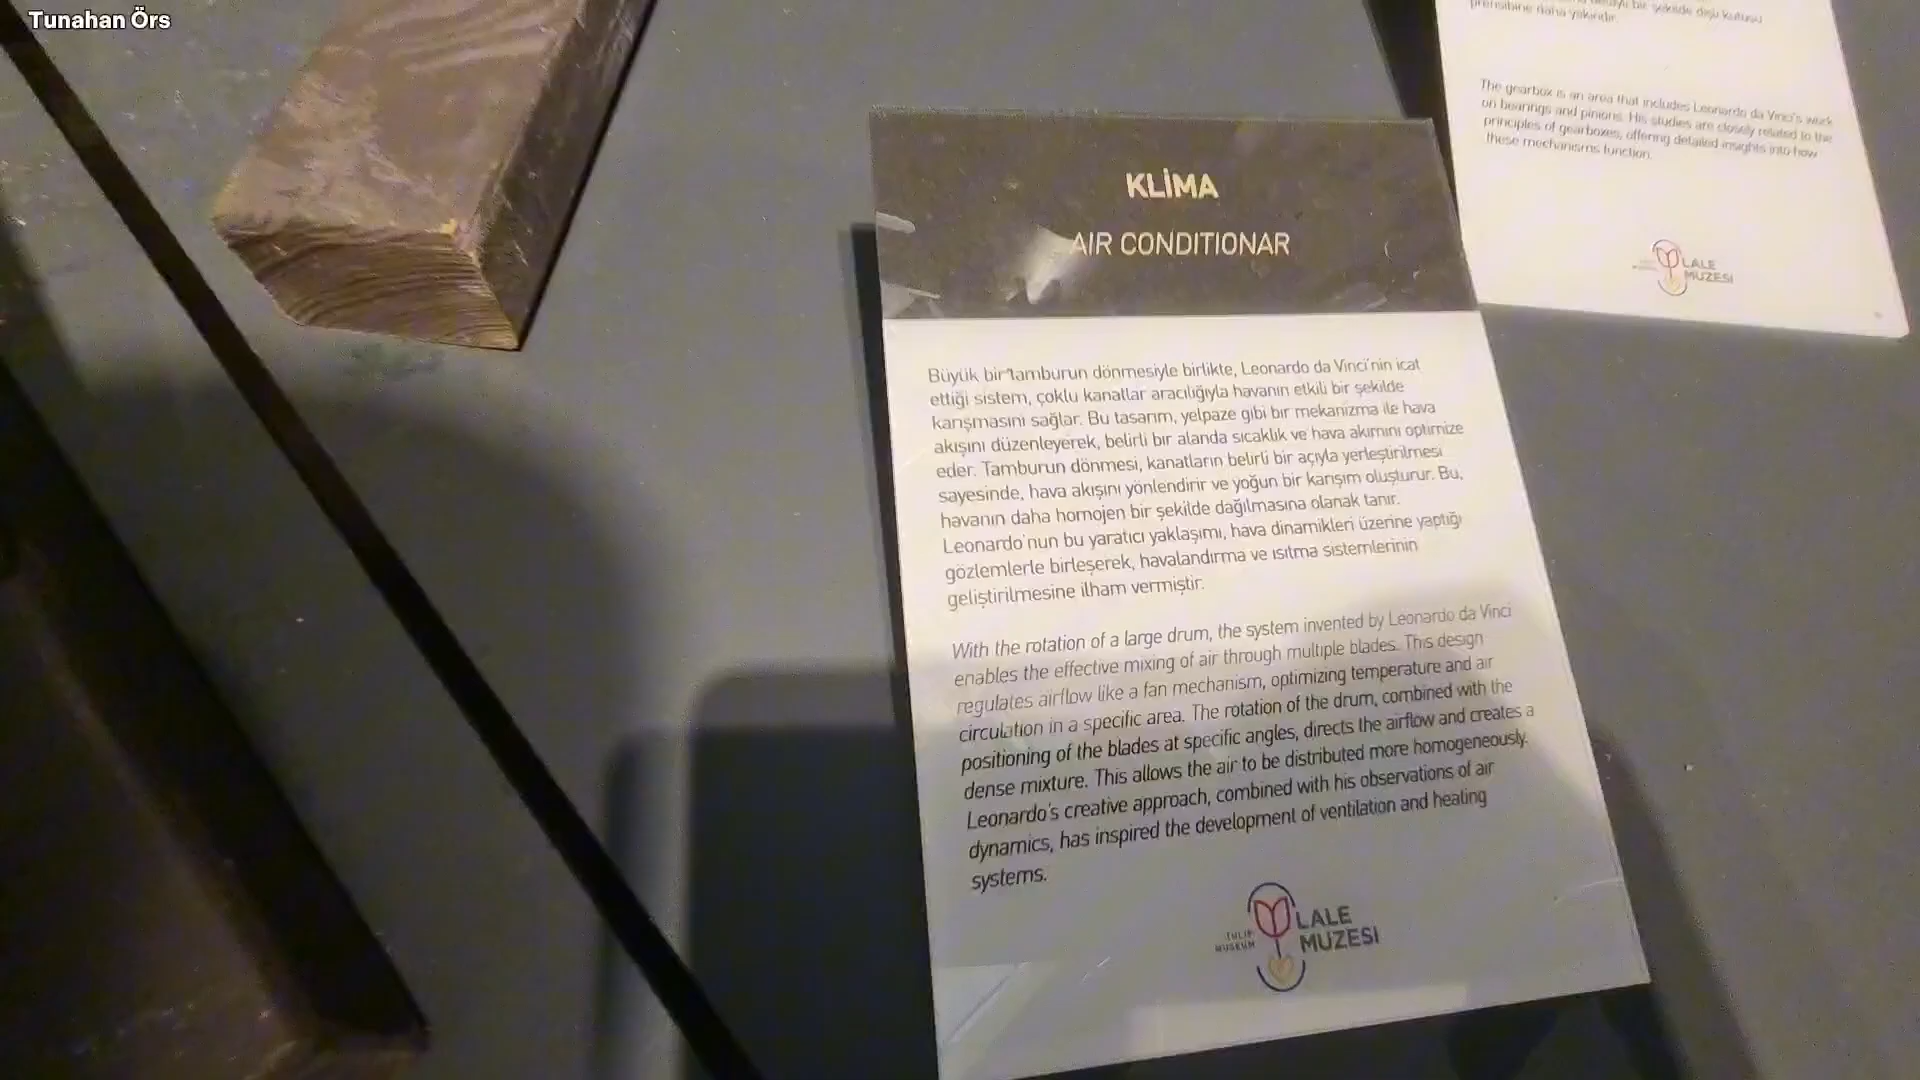 Tunahan Örs
KLİMA
AIR CONDITIONAR
Büyük bir tamburun dönmesiyle birlikte, Leonardo da Vinci'nin icat
ettiği sistem, çoklu kanatlar aracılığıyla havanın etkili bir şekilde
karışmasını sağlar. Bu tasarım, yelpaze gibi bir mekanizma ile hava
akışını düzenleyerek, belirli bir alanda sıcaklık ve hava akımını optimize
eder. Tamburun dönmesi, kanatların belirli bir açıyla yerleştirilmesi
sayesinde, hava akışını yönlendirir ve yoğun bir karışım oluşturur. Bu,
havanın daha homojen bir şekilde dağılmasına olanak tanır.
Leonardo'nun bu yaratıcı yaklaşımı, hava dinamikleri üzerine yaptığı
gözlemlerle birleşerek, havalandırma ve ısıtma sistemlerinin
geliştirilmesine ilham vermiştir.
With the rotation of a large drum, the system invented by Leonardo da Vinci
enables the effective mixing of air through multiple blades. This design
regulates airflow like a fan mechanism, optimizing temperature and air
circulation in a specific area. The rotation of the drum, combined with the
positioning of the blades at specific angles, directs the airflow and creates a
dense mixture. This allows the air to be distributed more homogeneously.
Leonardo's creative approach, combined with his observations of air
dynamics, has inspired the development of ventilation and heating
systems.
TULIP
MUSEUM
LALE
MÜZESİ
bir şekilde dişli kutusu
prensibine daha yakındır.
The gearbox is an area that includes Leonardo da Vinci's work
on bearings and pinions. His studies are closely related to the
principles of gearboxes, offering detailed insights into how
these mechanisms function.
LALE
MÜZESİ